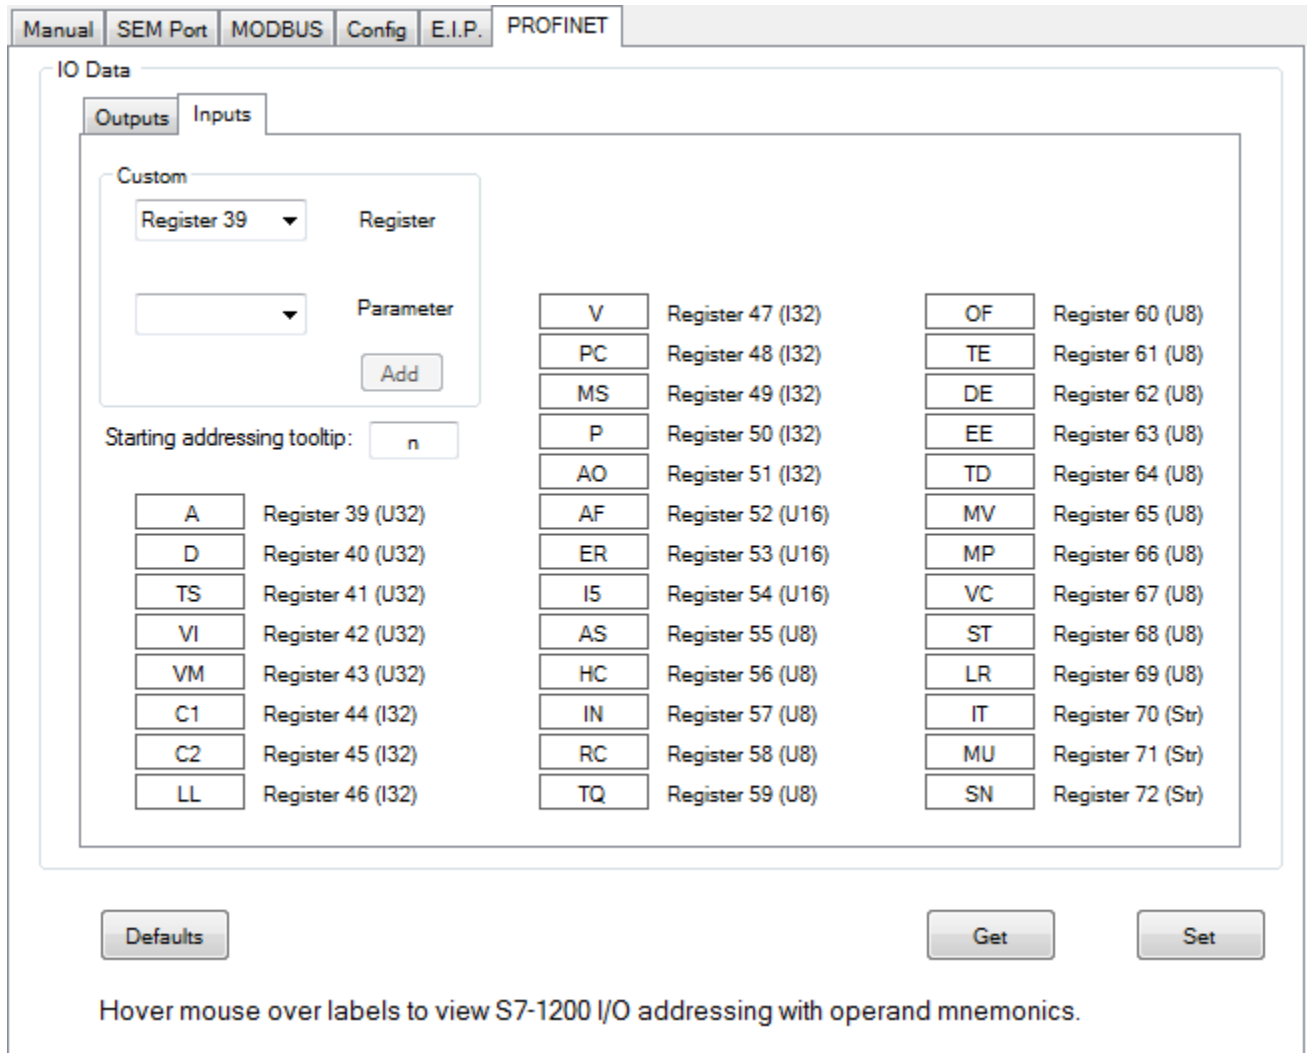 Manual SEM Port MODBUS Config E.I.P. PROFINET
IO Data
Outputs Inputs
Custom
Register 39 Register
Parameter
Add
Starting addressing tooltip: n
A Register 39 (U32)
D Register 40 (U32)
TS Register 41 (U32)
VI Register 42 (U32)
VM Register 43 (U32)
C1 Register 44 (I32)
C2 Register 45 (I32)
LL Register 46 (I32)
V Register 47 (I32)
PC Register 48 (I32)
MS Register 49 (I32)
P Register 50 (I32)
AO Register 51 (I32)
AF Register 52 (U16)
ER Register 53 (U16)
I5 Register 54 (U16)
AS Register 55 (U8)
HC Register 56 (U8)
IN Register 57 (U8)
RC Register 58 (U8)
TQ Register 59 (U8)
OF Register 60 (U8)
TE Register 61 (U8)
DE Register 62 (U8)
EE Register 63 (U8)
TD Register 64 (U8)
MV Register 65 (U8)
MP Register 66 (U8)
VC Register 67 (U8)
ST Register 68 (U8)
LR Register 69 (U8)
IT Register 70 (Str)
MU Register 71 (Str)
SN Register 72 (Str)
Defaults Get Set
Hover mouse over labels to view S7-1200 I/O addressing with operand mnemonics.